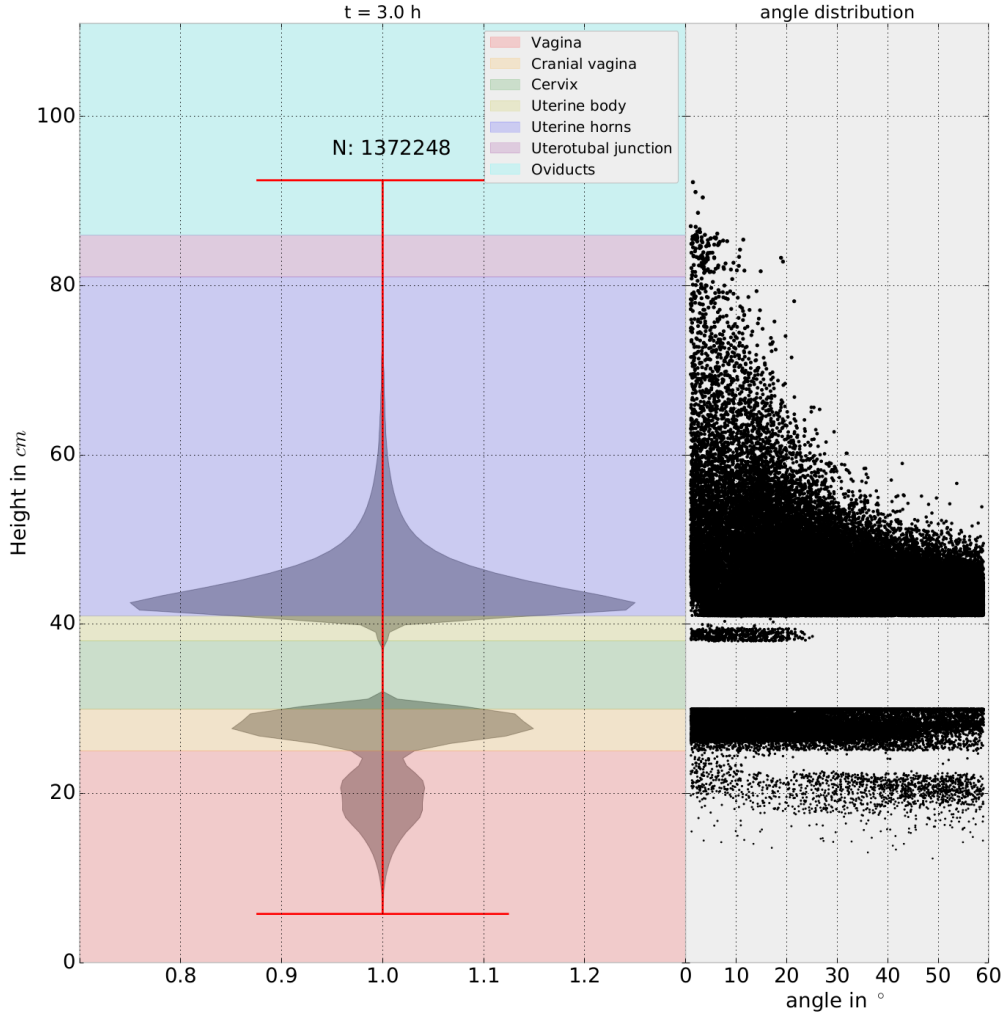 t = 3.0 h
angle distribution
Vagina
Cranial vagina
Cervix
Uterine body
Uterine horns
Uterotubal junction
Oviducts
N: 1372248
100
80
60
40
20
0
Height in cm
0.8
0.9
1.0
1.1
1.2
0
10
20
30
40
50
60
angle in °